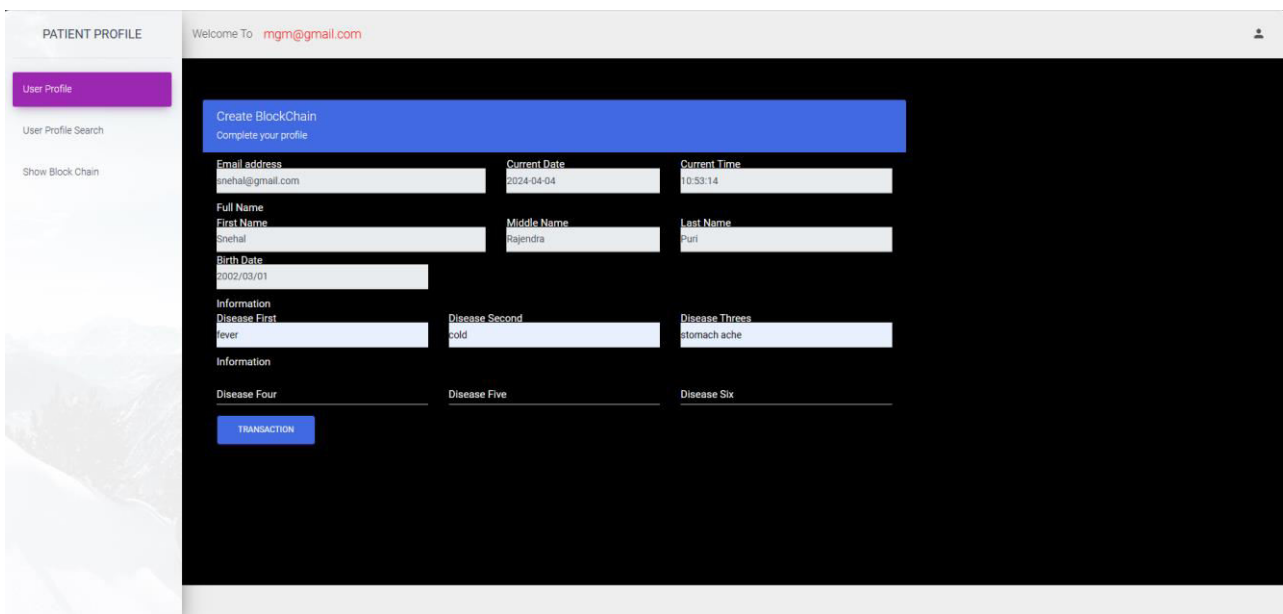 PATIENT PROFILE
Welcome To mgm@gmail.com
User Profile
User Profile Search
Show Block Chain
Create BlockChain
Complete your profile
Email address Current Date Current Time
snehal@gmail.com 2024-04-04 10:53:14
Full Name
First Name Middle Name Last Name
Snehal Rajendra Puri
Birth Date
2002/03/01
Information
Disease First Disease Second Disease Threes
fever cold stomach ache
Information
Disease Four Disease Five Disease Six
TRANSACTION